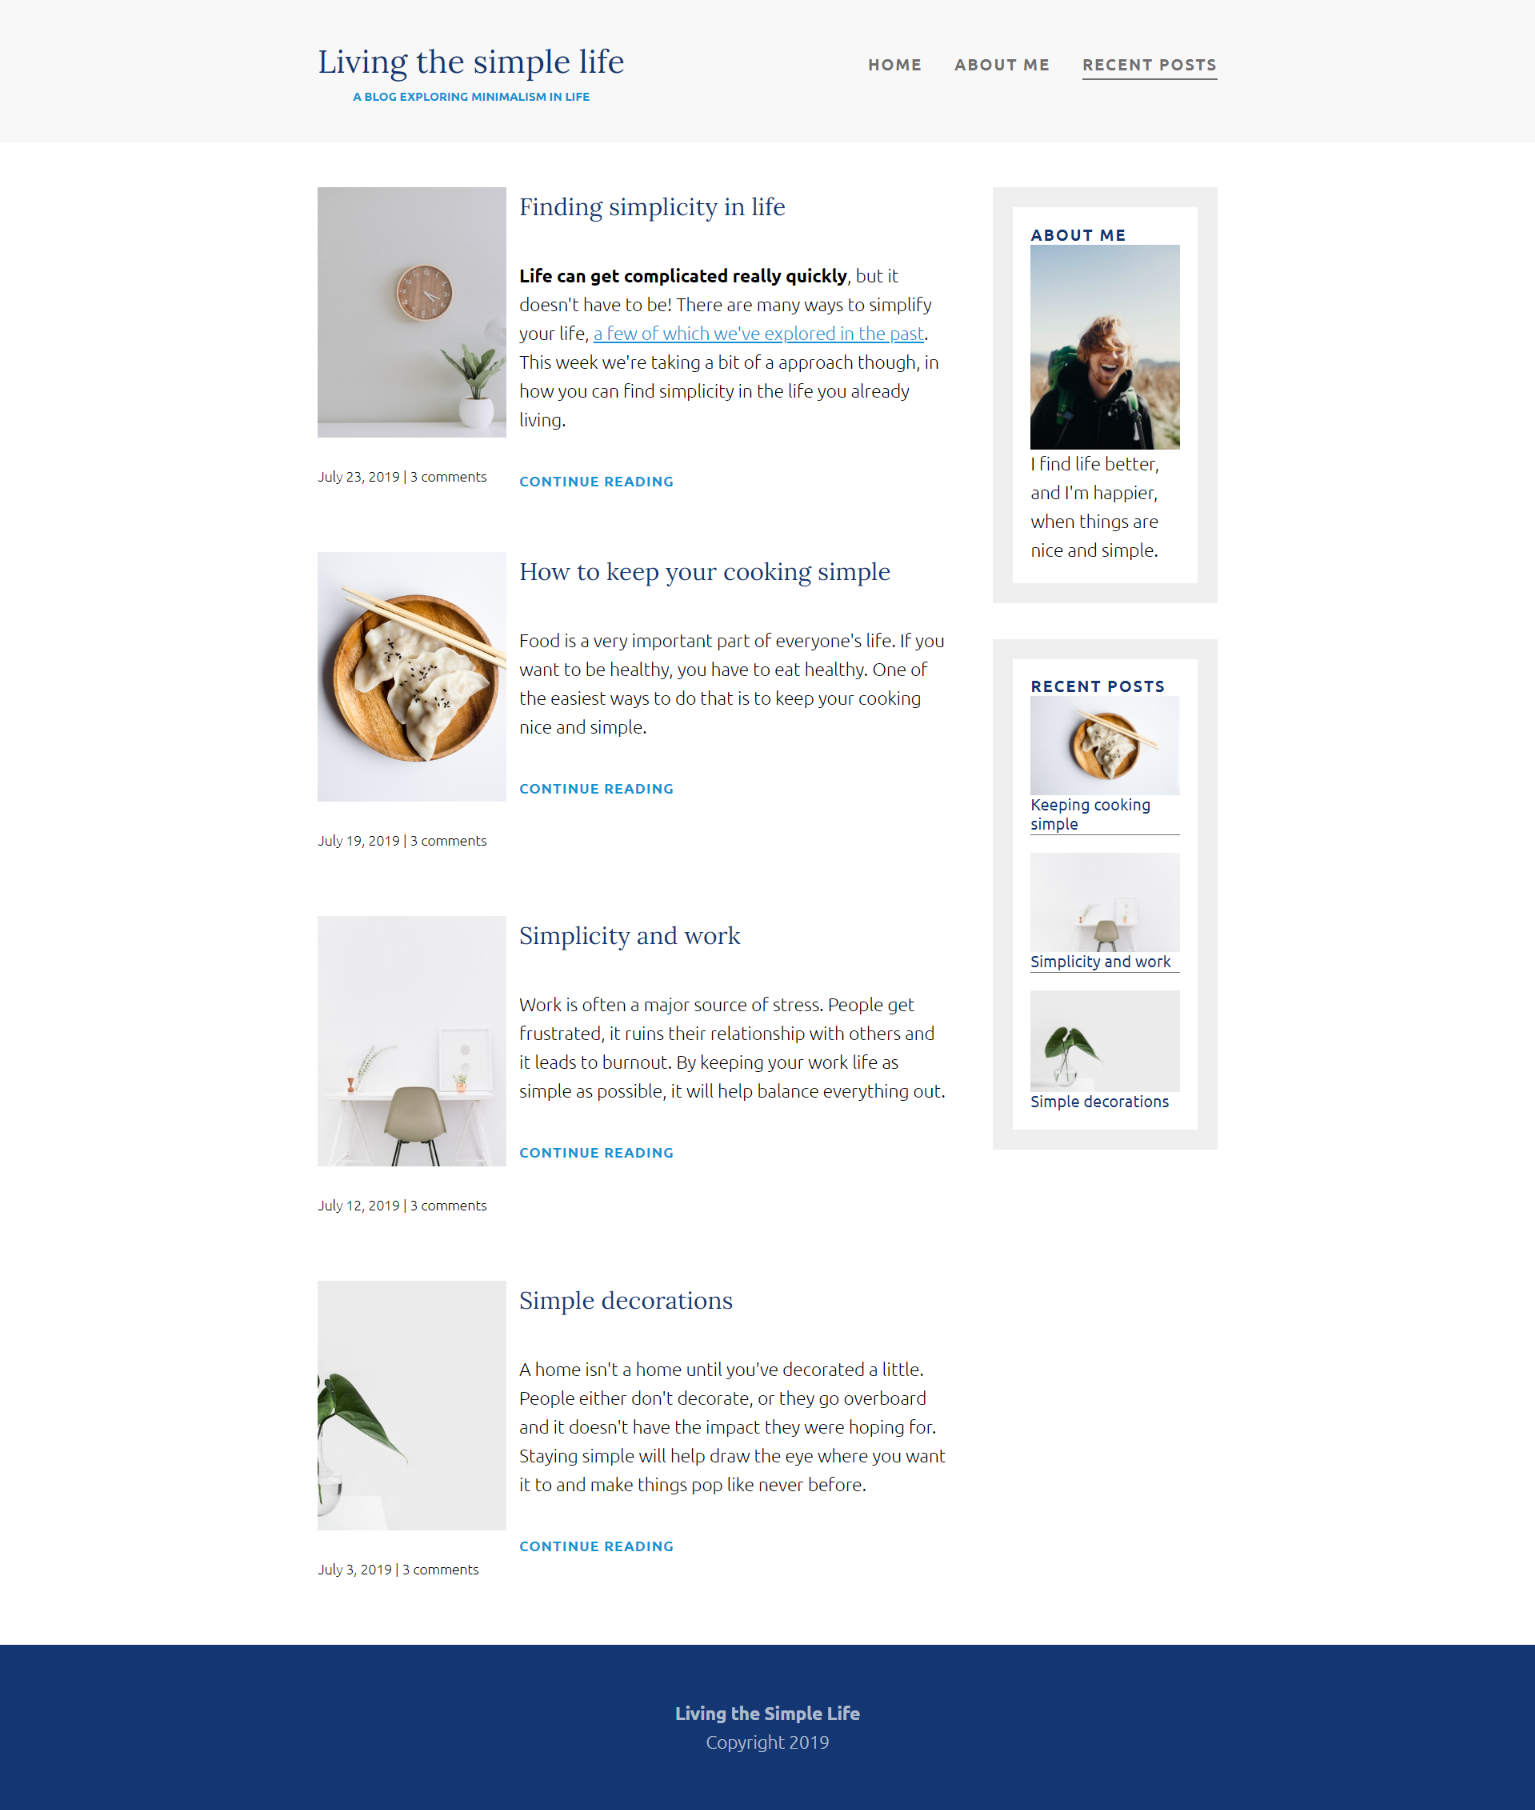 Living the simple life
A BLOG EXPLORING MINIMALISM IN LIFE
HOME ABOUT ME RECENT POSTS
Finding simplicity in life
Life can get complicated really quickly, but it
doesn't have to be! There are many ways to simplify
your life, a few of which we've explored in the past.
This week we're taking a bit of a approach though, in
how you can find simplicity in the life you already
living.
CONTINUE READING
July 23, 2019 | 3 comments
How to keep your cooking simple
Food is a very important part of everyone's life. If you
want to be healthy, you have to eat healthy. One of
the easiest ways to do that is to keep your cooking
nice and simple.
CONTINUE READING
July 19, 2019 | 3 comments
Simplicity and work
Work is often a major source of stress. People get
frustrated, it ruins their relationship with others and
it leads to burnout. By keeping your work life as
simple as possible, it will help balance everything out.
CONTINUE READING
July 12, 2019 | 3 comments
Simple decorations
A home isn't a home until you've decorated a little.
People either don't decorate, or they go overboard
and it doesn't have the impact they were hoping for.
Staying simple will help draw the eye where you want
it to and make things pop like never before.
CONTINUE READING
July 3, 2019 | 3 comments
ABOUT ME
I find life better,
and I'm happier,
when things are
nice and simple.
RECENT POSTS
Keeping cooking
simple
Simplicity and work
Simple decorations
Living the Simple Life
Copyright 2019